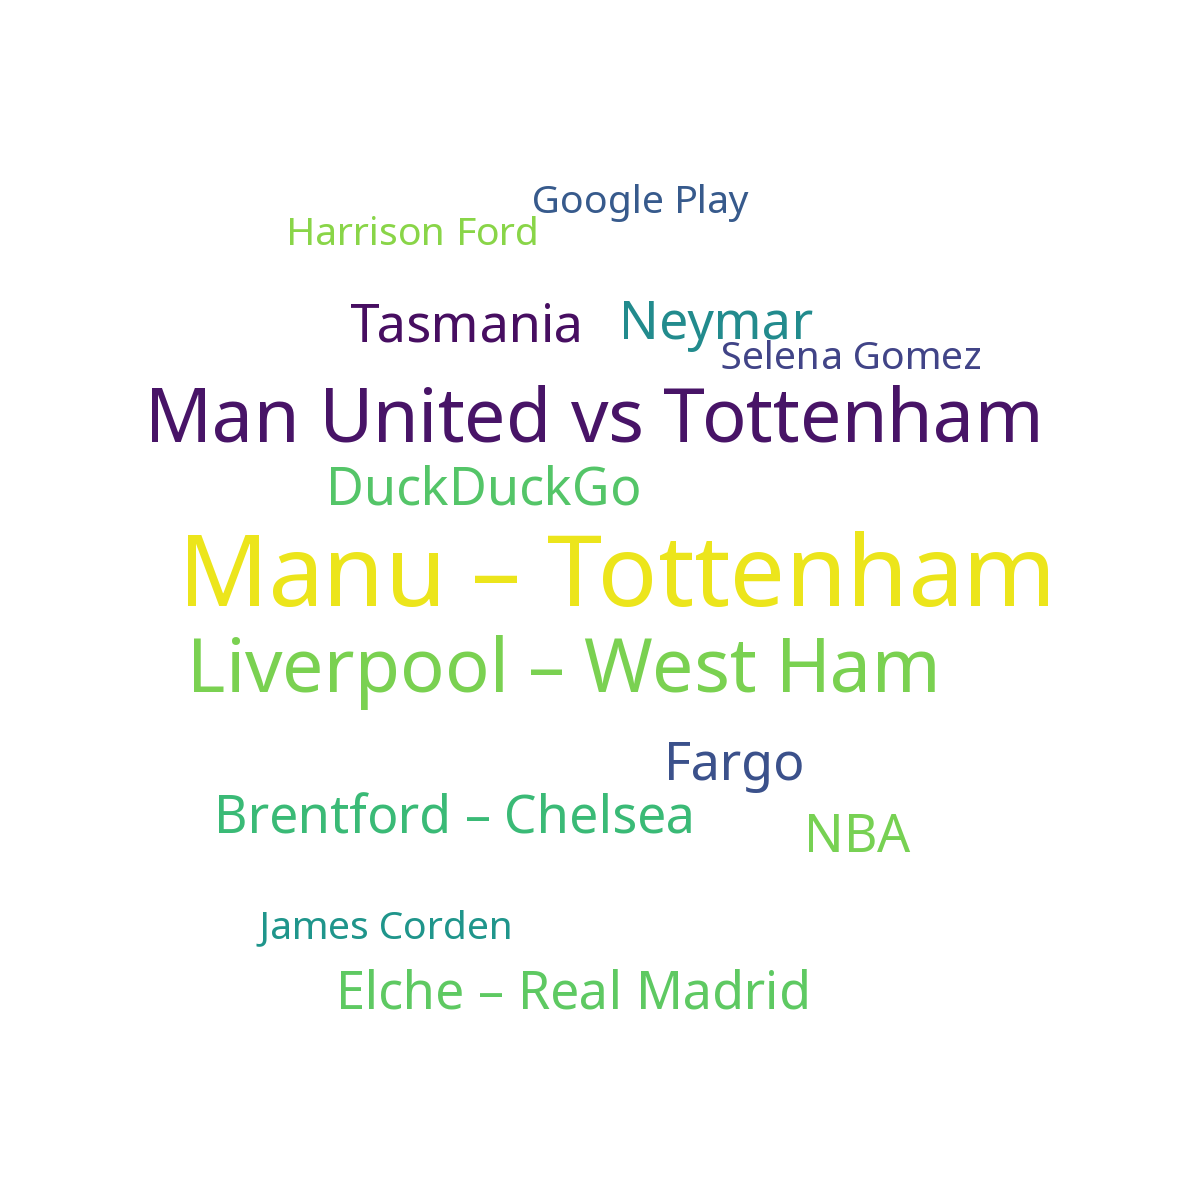 Google Play
Harrison Ford
Tasmania
Neymar
Selena Gomez
Man United vs Tottenham
DuckDuckGo
Manu – Tottenham
Liverpool – West Ham
Fargo
Brentford – Chelsea
NBA
James Corden
Elche – Real Madrid